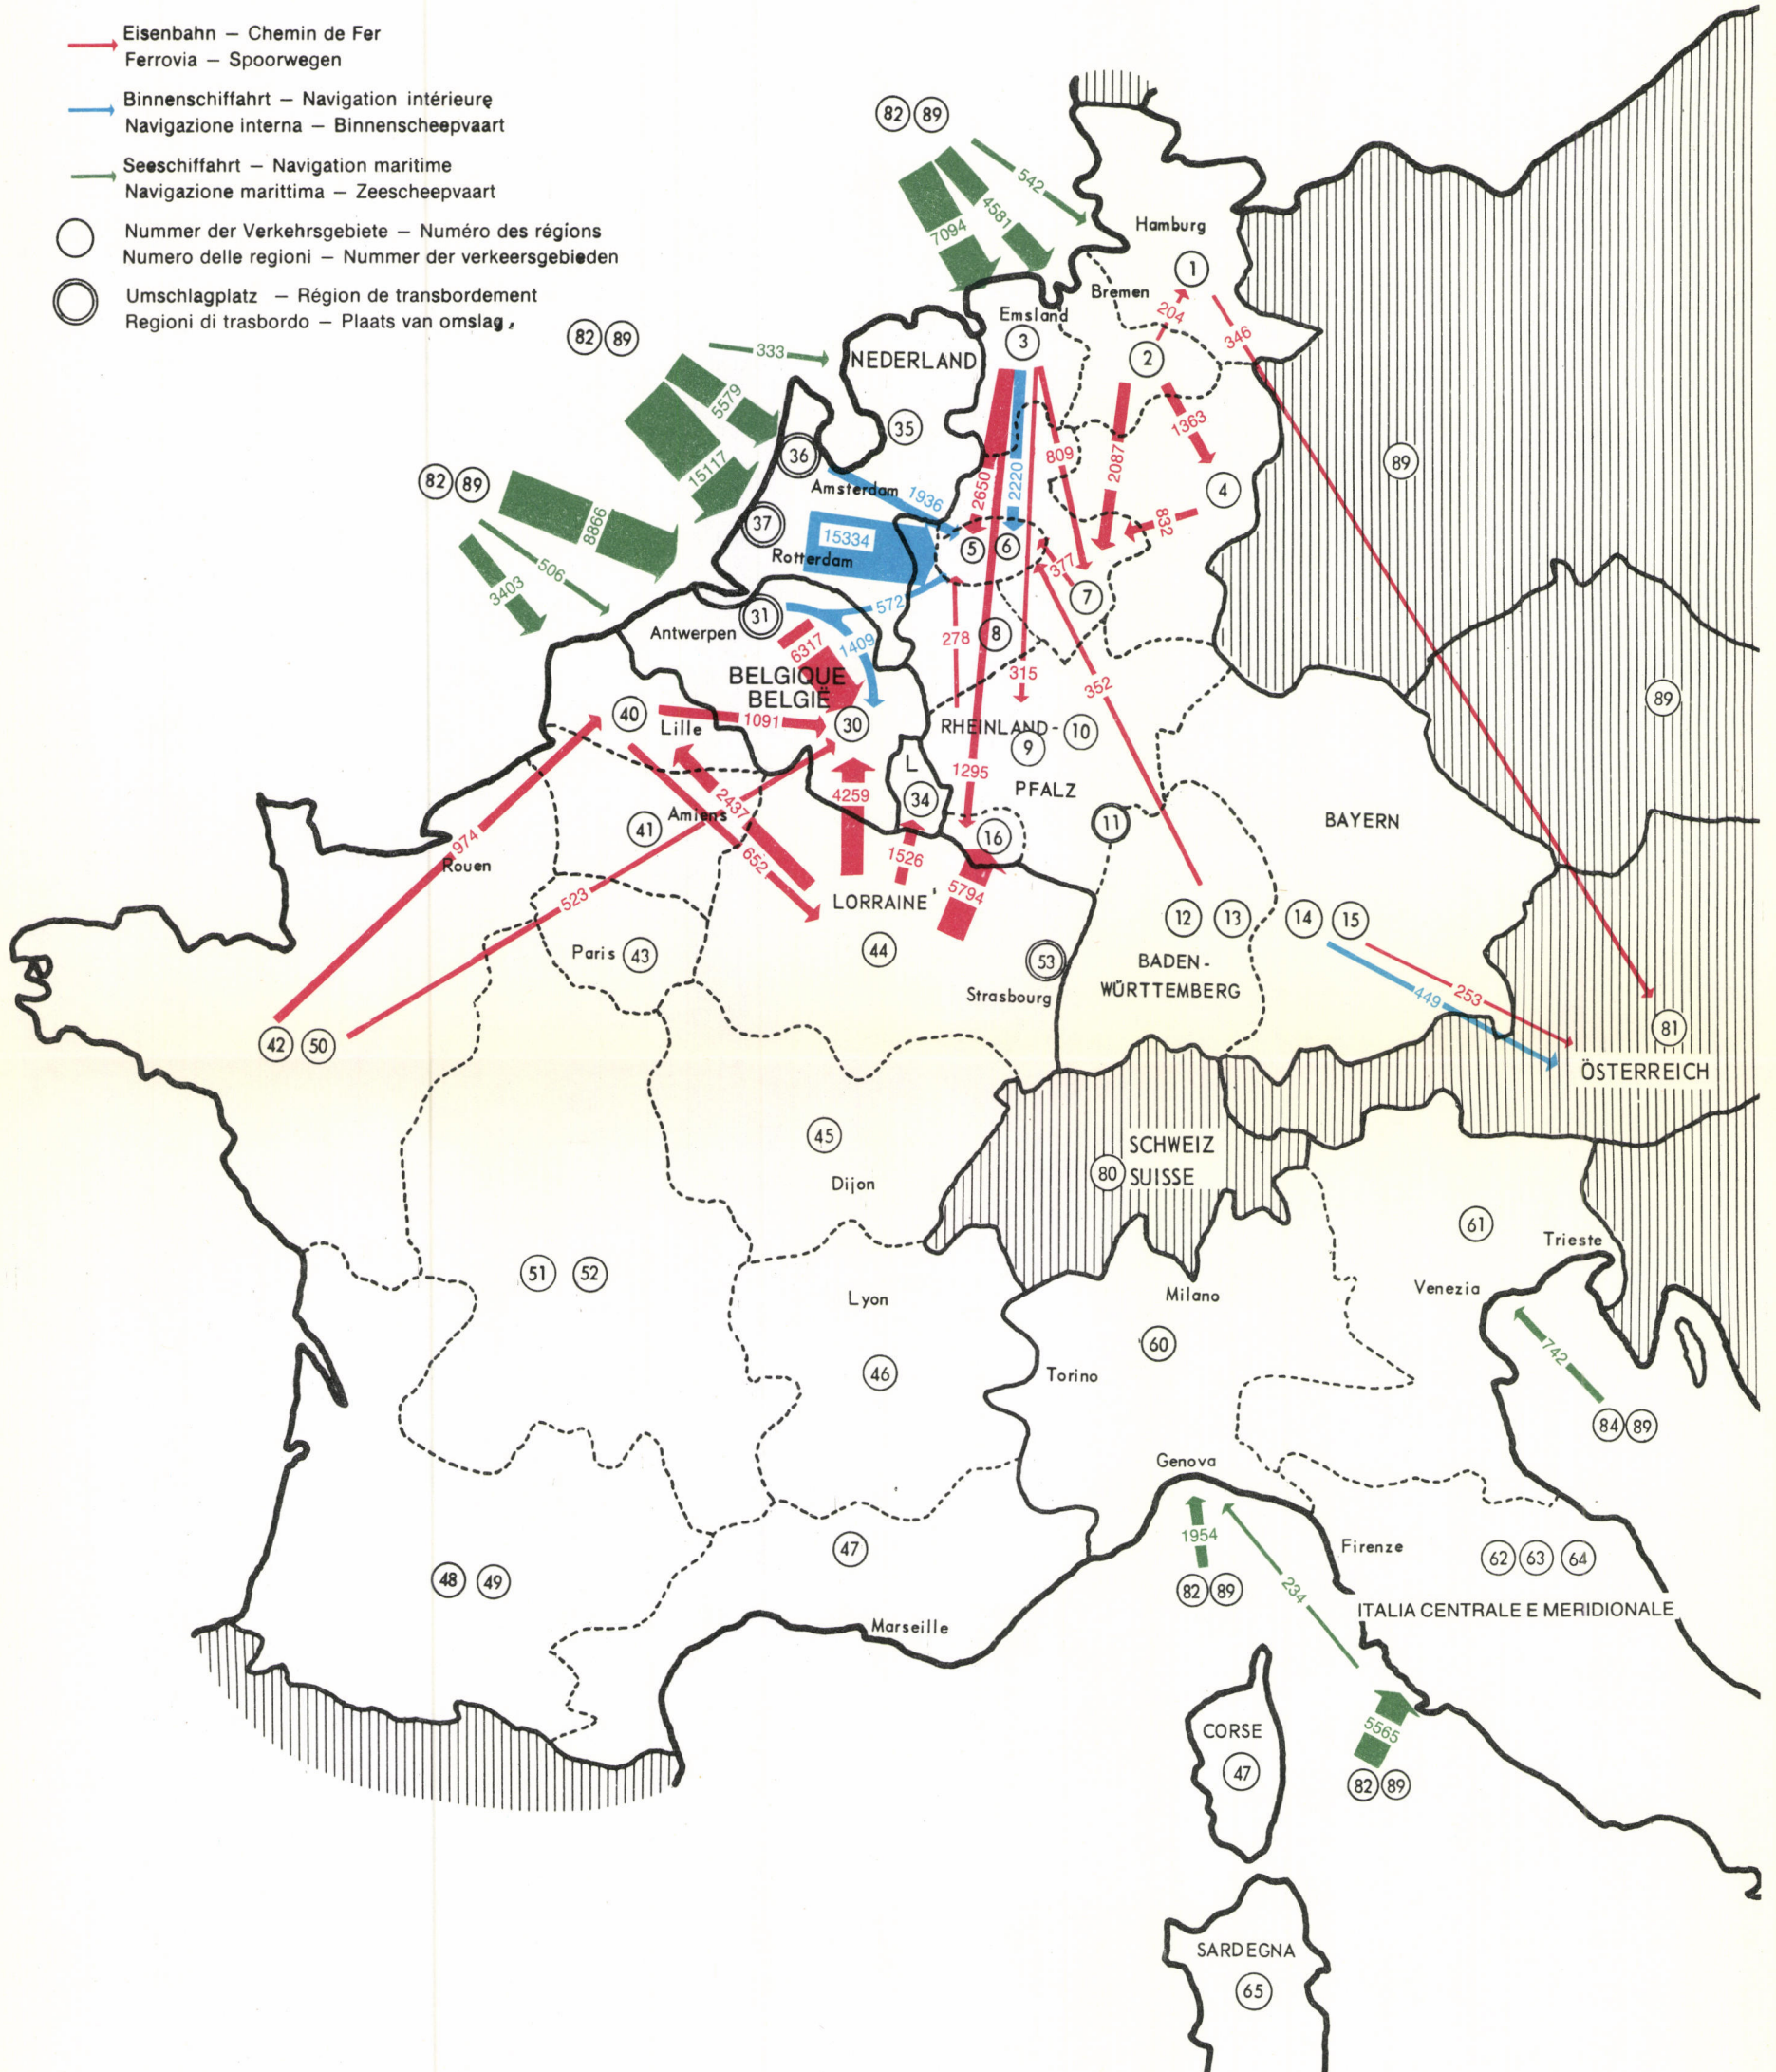 Eisenbahn – Chemin de Fer
Ferrovia – Spoorwegen
Binnenschiffahrt – Navigation intérieure
Navigazione interna – Binnenscheepvaart
Seeschiffahrt – Navigation maritime
Navigazione marittima – Zeescheepvaart
Nummer der Verkehrsgebiete – Numéro des régions
Numero delle regioni – Nummer der verkeersgebieden
Umschlagplatz – Région de transbordement
Regioni di trasbordo – Plaats van omslag
82 89
542
4581
7094
Hamburg
1
Bremen
204
346
Emsland
3
2
82 89
333
NEDERLAND
5579
35
1363
809
2087
36
15117
82 89
Amsterdam
1936
2650
2220
4
89
8866
37
15334
Rotterdam
832
5
6
377
506
3403
572
7
31
Antwerpen
6317
1409
278
8
315
352
BELGIQUE
BELGIË
89
40
1091
30
Lille
RHEINLAND-
10
9
L
1295
PFALZ
34
2437
4259
Amiens
41
16
11
BAYERN
974
Rouen
652
1526
523
5794
LORRAINE
12 13 14 15
Paris 43
44
53
BADEN-
WÜRTTEMBERG
Strasbourg
253
449
81
42 50
ÖSTERREICH
45
SCHWEIZ
80 SUISSE
Dijon
61
Trieste
51 52
Venezia
Lyon
Milano
60
742
46
Torino
84 89
Genova
1954
47
Firenze
62 63 64
48 49
82 89
234
ITALIA CENTRALE E MERIDIONALE
Marseille
CORSE
5565
47
82 89
SARDEGNA
65